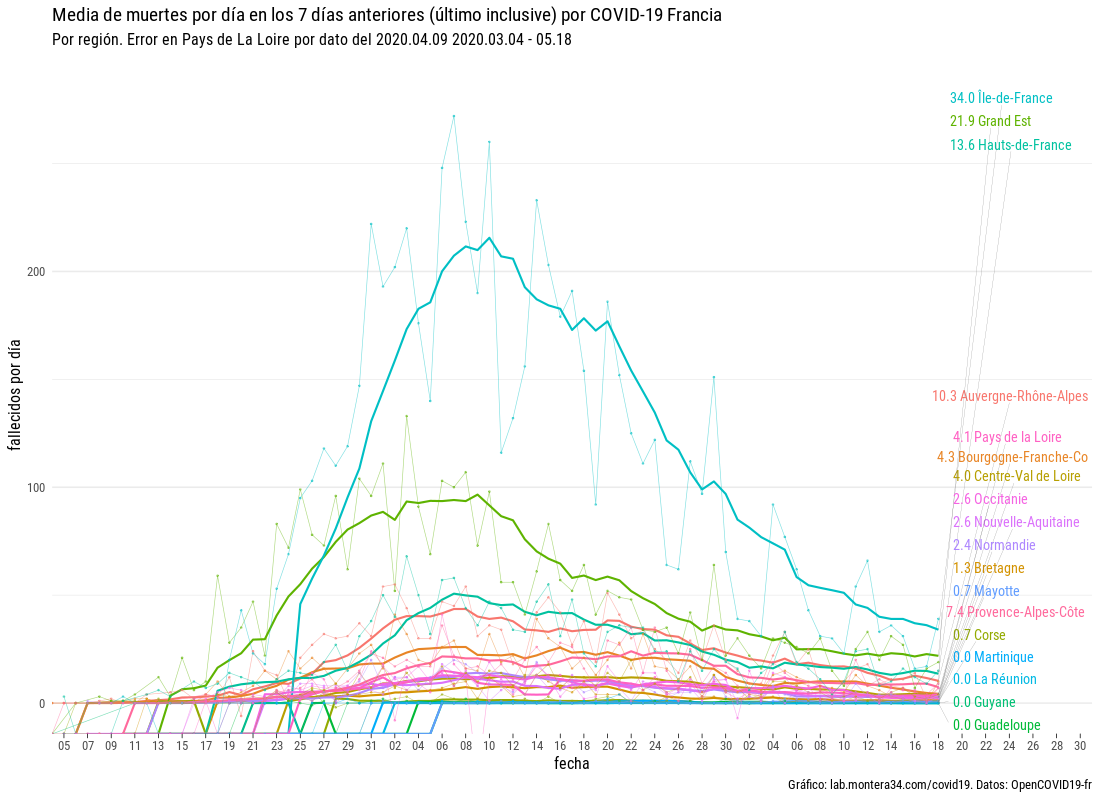 Media de muertes por día en los 7 días anteriores (último inclusive) por COVID-19 Francia
Por región. Error en Pays de La Loire por dato del 2020.04.09 2020.03.04 - 05.18
34.0 Île-de-France
21.9 Grand Est
13.6 Hauts-de-France
200
fallecidos por día
10.3 Auvergne-Rhône-Alpes
4.1 Pays de la Loire
4.3 Bourgogne-Franche-Co
4.0 Centre-Val de Loire
100
2.6 Occitanie
2.6 Nouvelle-Aquitaine
2.4 Normandie
1.3 Bretagne
0.7 Mayotte
7.4 Provence-Alpes-Côte
0.7 Corse
0.0 Martinique
0.0 La Réunion
0
0.0 Guyane
0.0 Guadeloupe
05 07 09 11 13 15 17 19 21 23 25 27 29 31 02 04 06 08 10 12 14 16 18 20 22 24 26 28 30 02 04 06 08 10 12 14 16 18 20 22 24 26 28 30
fecha
Gráfico: lab.montera34.com/covid19. Datos: OpenCOVID19-fr